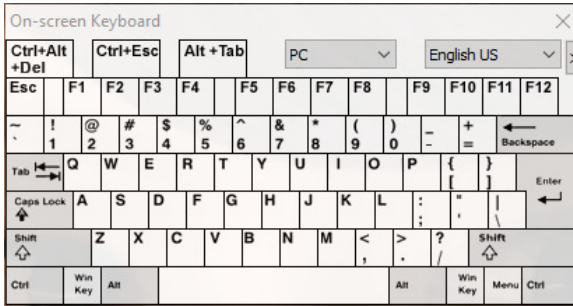 On-screen Keyboard
Ctrl+Alt +Del Ctrl+Esc Alt +Tab PC English US
Esc F1 F2 F3 F4 F5 F6 F7 F8 F9 F10 F11 F12
~ ! @ # $ % ^ & * ( ) _ +
` 1 2 3 4 5 6 7 8 9 0 - = Backspace
Tab Q W E R T Y U I O P { }
[ ] Enter
Caps Lock A S D F G H J K L : " |
; ' \
Shift Z X C V B N M < > ? Shift
, . /
Ctrl Win Key Alt Alt Win Key Menu Ctrl